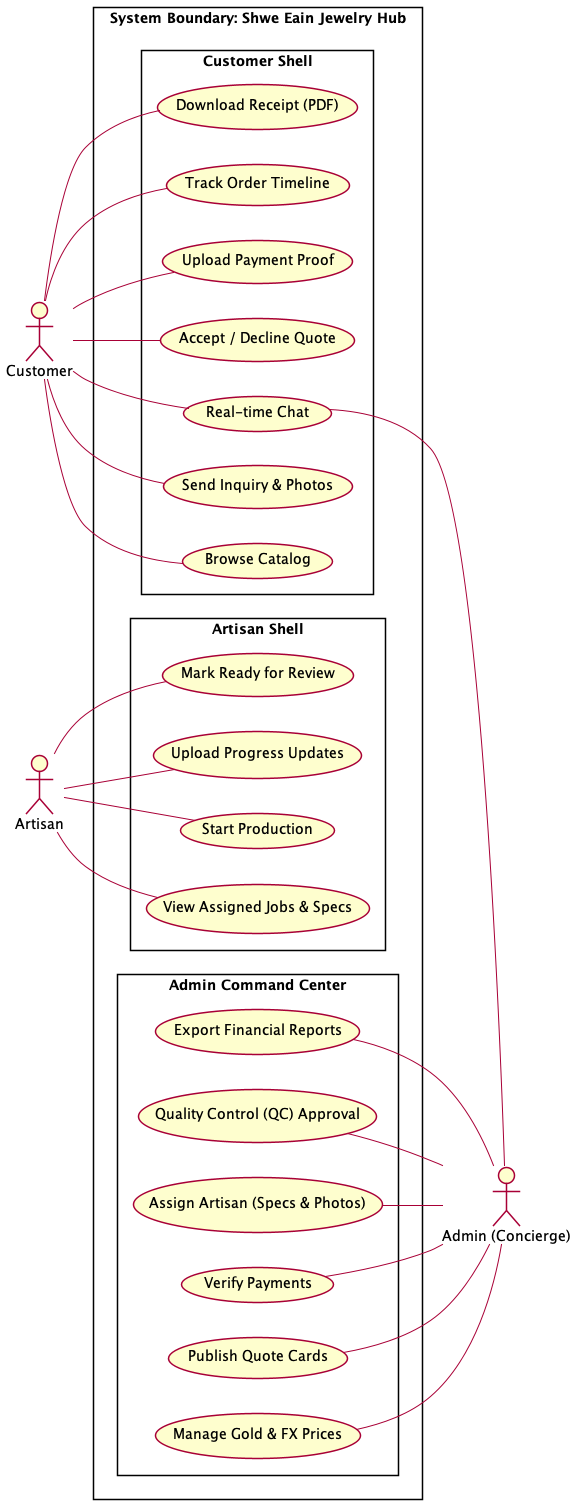 System Boundary: Shwe Eain Jewelry Hub
Customer Shell
Download Receipt (PDF)
Track Order Timeline
Upload Payment Proof
Accept / Decline Quote
Customer
Real-time Chat
Send Inquiry & Photos
Browse Catalog
Artisan Shell
Mark Ready for Review
Upload Progress Updates
Artisan
Start Production
View Assigned Jobs & Specs
Admin Command Center
Export Financial Reports
Quality Control (QC) Approval
Assign Artisan (Specs & Photos)
Admin (Concierge)
Verify Payments
Publish Quote Cards
Manage Gold & FX Prices